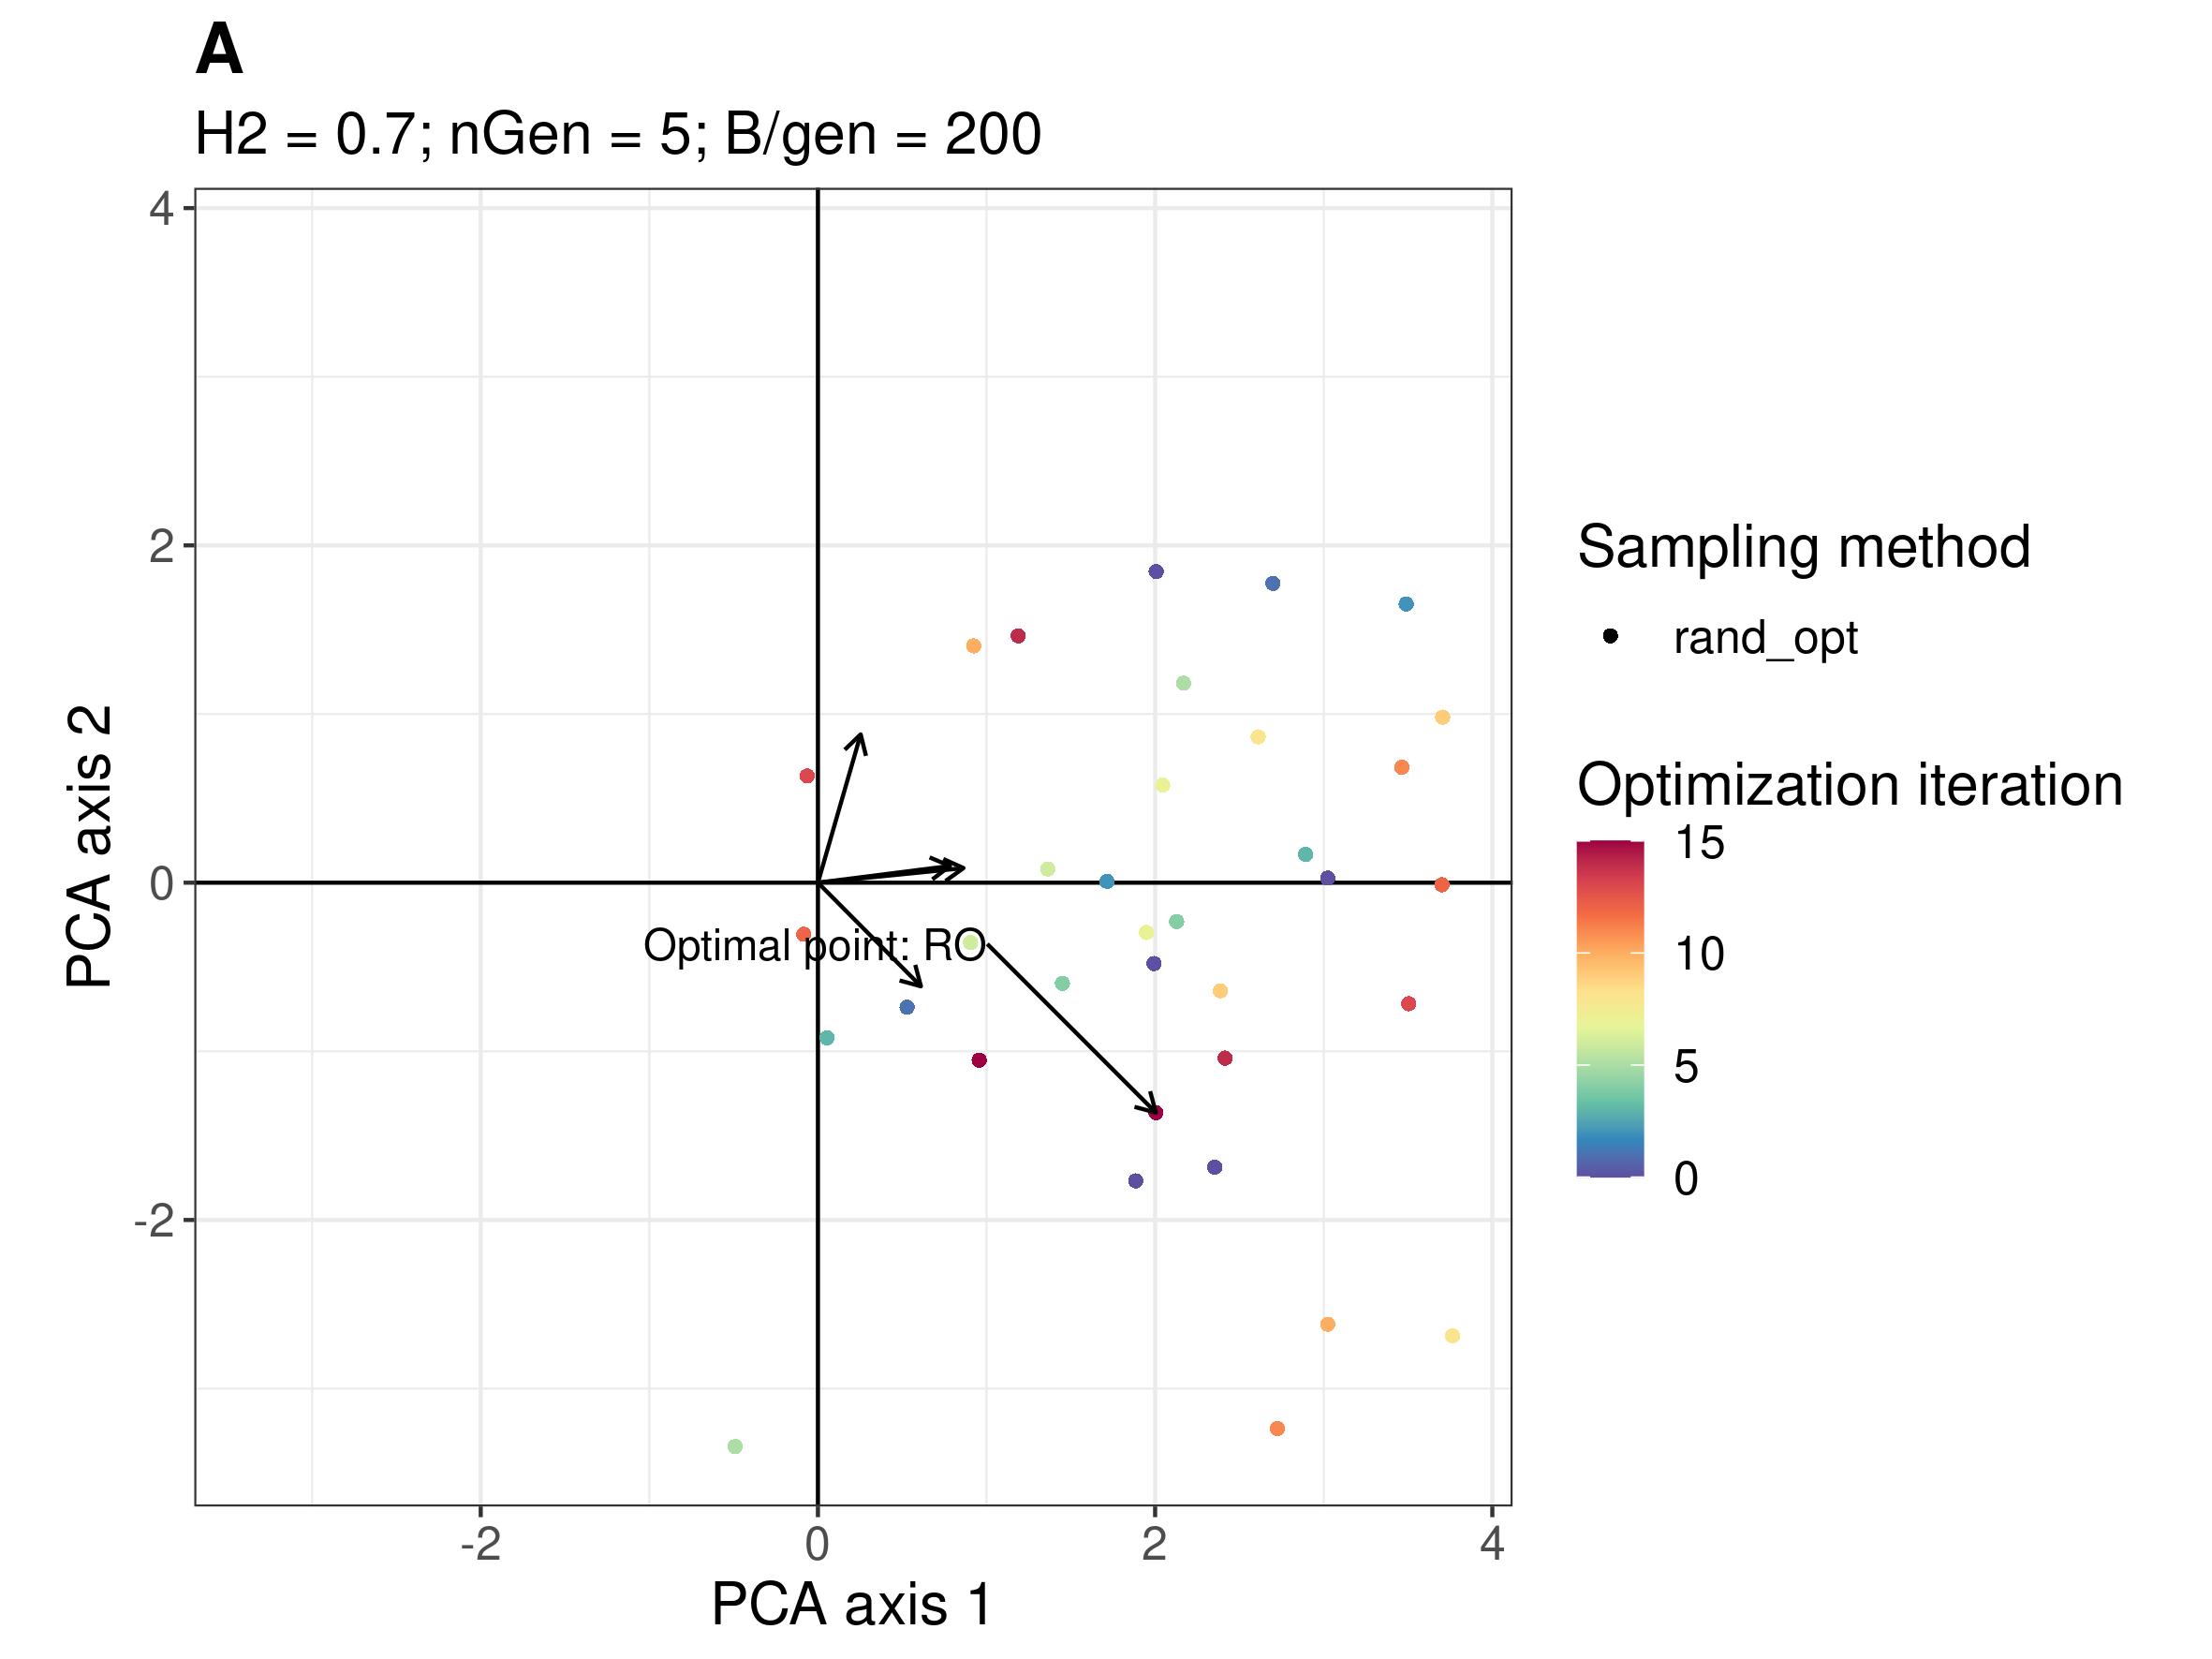 A
H2 = 0.7; nGen = 5; B/gen = 200
PCA axis 2
4
2
0
-2
Optimal point: RO
-2
0
2
4
PCA axis 1
Sampling method
rand_opt
Optimization iteration
15
10
5
0